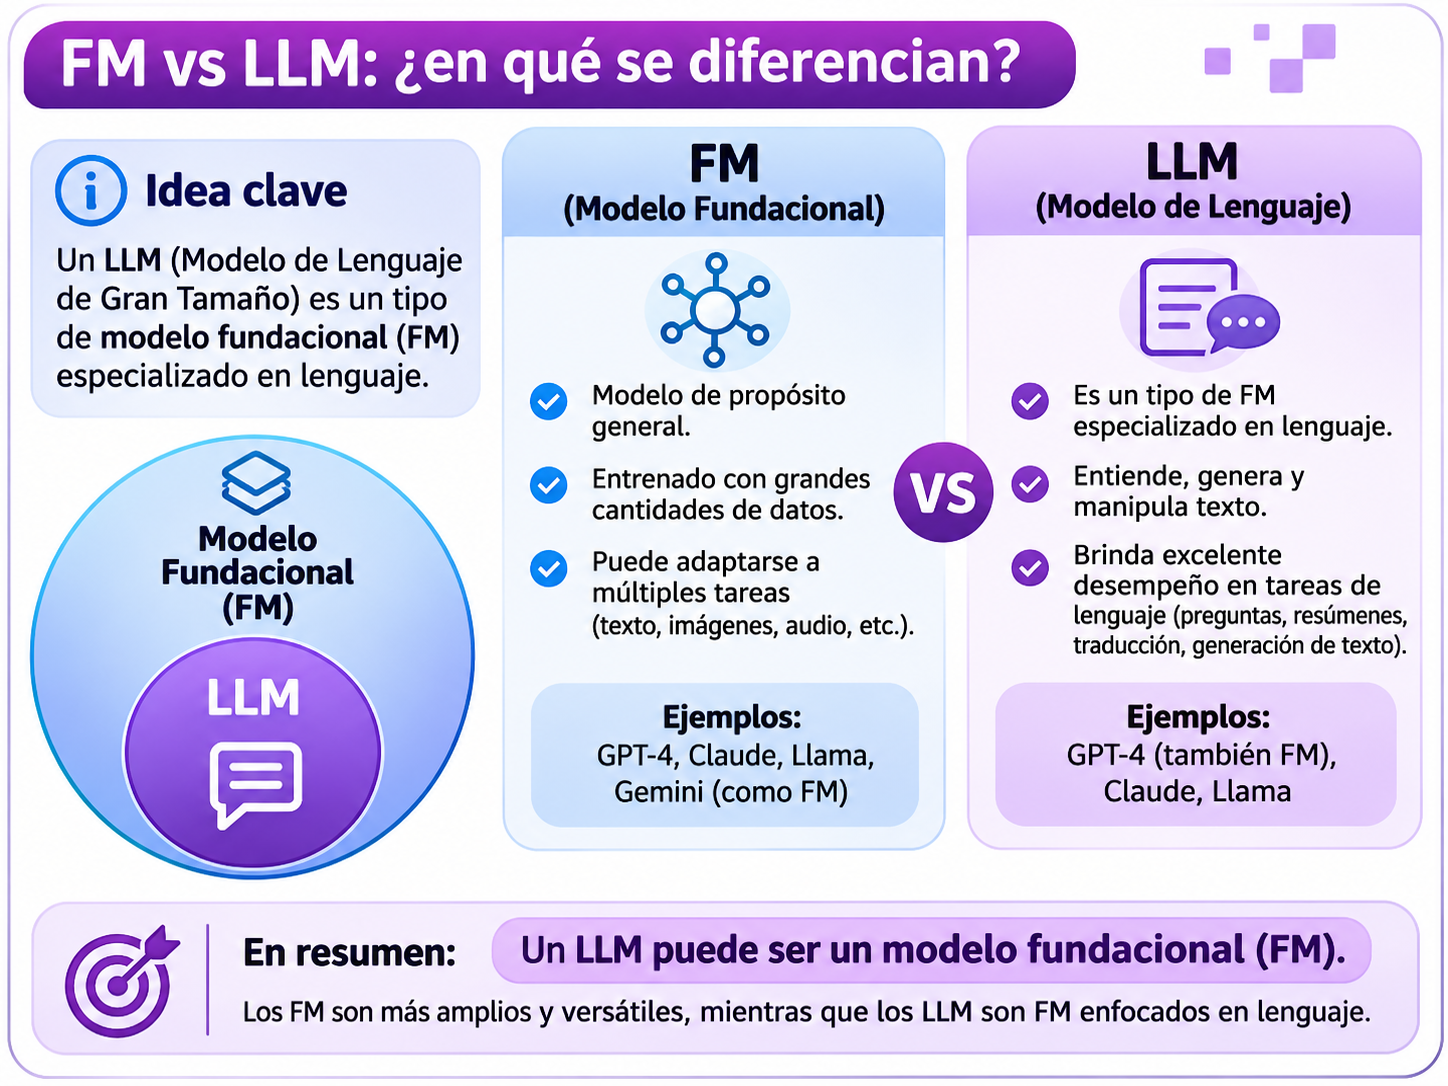 FM vs LLM: ¿en qué se diferencian?
Idea clave
Un LLM (Modelo de Lenguaje
de Gran Tamaño) es un tipo
de modelo fundacional (FM)
especializado en lenguaje.
Modelo
Fundacional
(FM)
LLM
FM
(Modelo Fundacional)
Modelo de propósito
general.
Entrenado con grandes
cantidades de datos.
Puede adaptarse a
múltiples tareas
(texto, imágenes, audio, etc.).
Ejemplos:
GPT-4, Claude, Llama,
Gemini (como FM)
VS
LLM
(Modelo de Lenguaje)
Es un tipo de FM
especializado en lenguaje.
Entiende, genera y
manipula texto.
Brinda excelente
desempeño en tareas de
lenguaje (preguntas, resúmenes,
traducción, generación de texto).
Ejemplos:
GPT-4 (también FM),
Claude, Llama
En resumen:
Un LLM puede ser un modelo fundacional (FM).
Los FM son más amplios y versátiles, mientras que los LLM son FM enfocados en lenguaje.